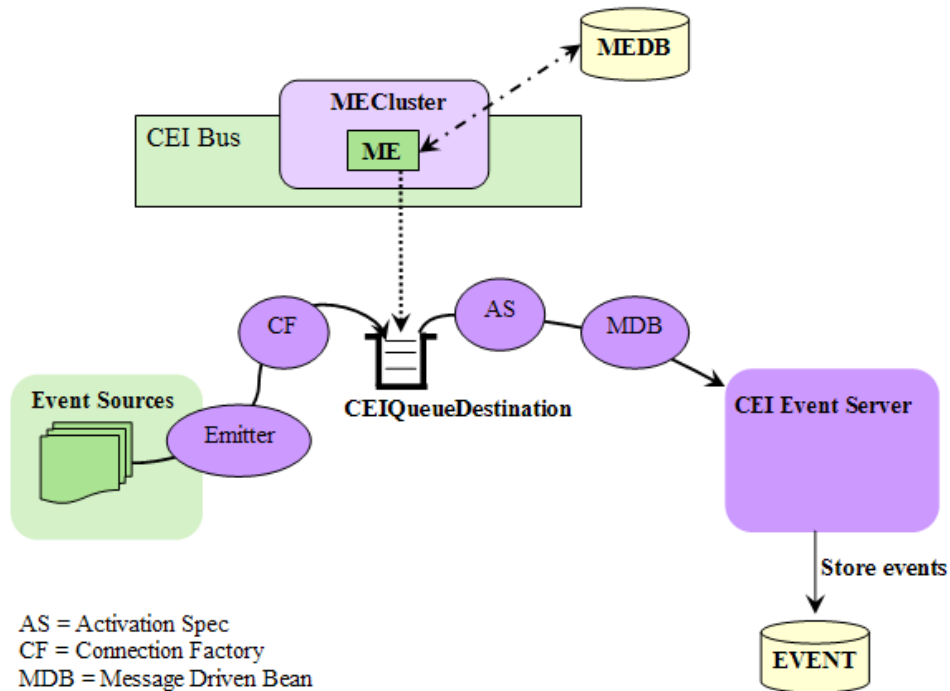 MEDB
MECluster
CEI Bus
ME
CF
AS
MDB
CEIQueueDestination
Event Sources
Emitter
CEI Event Server
Store events
EVENT
AS = Activation Spec
CF = Connection Factory
MDB = Message Driven Bean